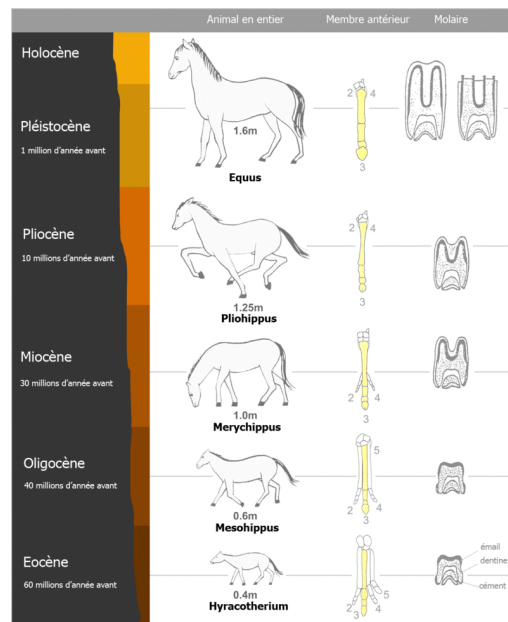 Animal en entier Membre antérieur Molaire
Holocène
2 4
Pléistocène
1 million d'année avant
1.6m
3
Equus
Pliocène
2 4
10 millions d'année avant
3
1.25m
Pliohippus
Miocène
30 millions d'année avant
2 4
1.0m
3
Merychippus
Oligocène
5
40 millions d'année avant
2 4
0.6m
3
Mesohippus
Eocène
émail
dentine
60 millions d'année avant
cément
0.4m
5
2 3 4
Hyracotherium